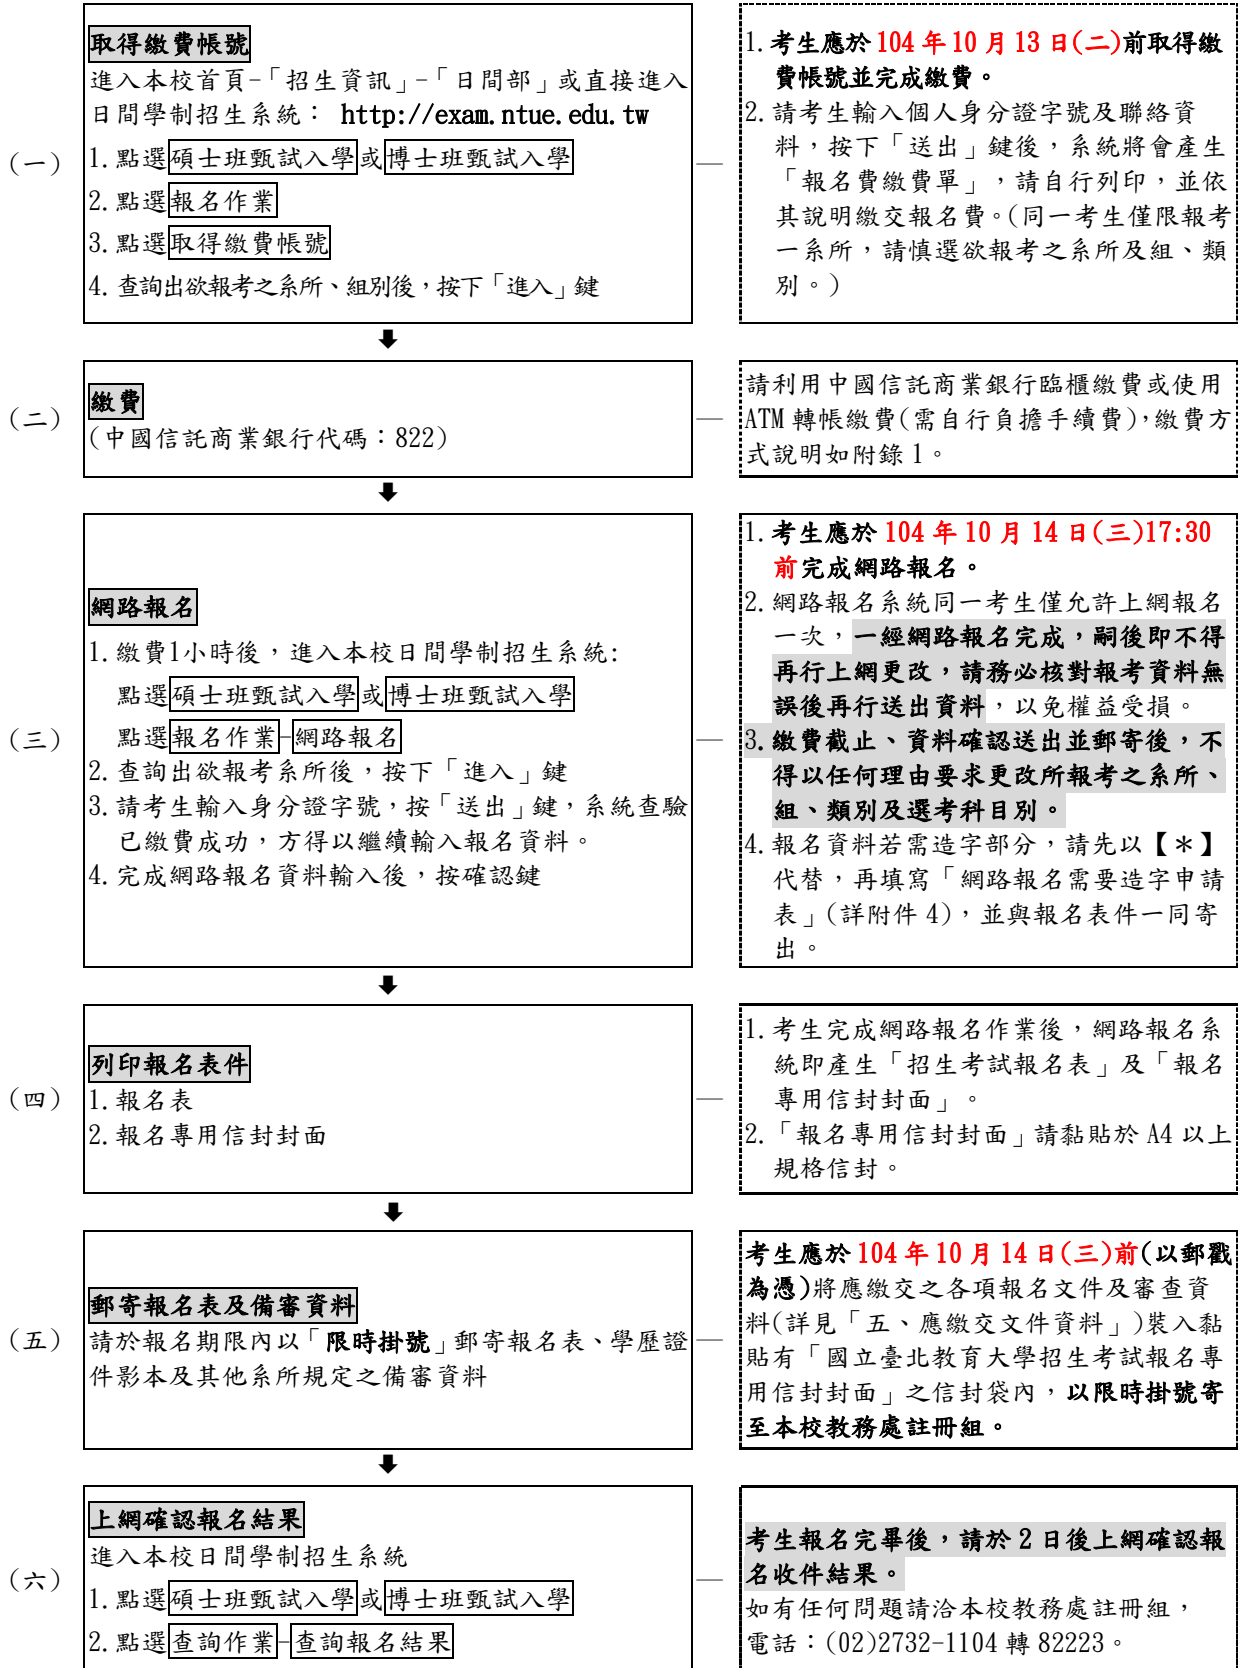 (一)
取得繳費帳號
進入本校首頁-「招生資訊」-「日間部」或直接進入
日間學制招生系統： http://exam.ntue.edu.tw
1.點選碩士班甄試入學或博士班甄試入學
2.點選報名作業
3.點選取得繳費帳號
4.查詢出欲報考之系所、組別後，按下「進入」鍵
1.考生應於 104 年 10 月 13 日(二)前取得繳
費帳號並完成繳費。
2.請考生輸入個人身分證字號及聯絡資
料，按下「送出」鍵後，系統將會產生
「報名費繳費單」，請自行列印，並依
其說明繳交報名費。(同一考生僅限報考
一系所，請慎選欲報考之系所及組、類
別。)
(二)
繳費
(中國信託商業銀行代碼：822)
請利用中國信託商業銀行臨櫃繳費或使用
ATM 轉帳繳費(需自行負擔手續費)，繳費方
式說明如附錄 1。
(三)
網路報名
1.繳費1小時後，進入本校日間學制招生系統:
點選碩士班甄試入學或博士班甄試入學
點選報名作業-網路報名
2.查詢出欲報考系所後，按下「進入」鍵
3.請考生輸入身分證字號，按「送出」鍵，系統查驗
已繳費成功，方得以繼續輸入報名資料。
4.完成網路報名資料輸入後，按確認鍵
1.考生應於 104 年 10 月 14 日(三)17:30
前完成網路報名。
2.網路報名系統同一考生僅允許上網報名
一次，一經網路報名完成，嗣後即不得
再行上網更改，請務必核對報考資料無
誤後再行送出資料，以免權益受損。
3.繳費截止、資料確認送出並郵寄後，不
得以任何理由要求更改所報考之系所、
組、類別及選考科目別。
4.報名資料若需造字部分，請先以【＊】
代替，再填寫「網路報名需要造字申請
表」(詳附件 4)，並與報名表件一同寄
出。
(四)
列印報名表件
1.報名表
2.報名專用信封封面
1.考生完成網路報名作業後，網路報名系
統即產生「招生考試報名表」及「報名
專用信封封面」。
2.「報名專用信封封面」請黏貼於 A4 以上
規格信封。
(五)
郵寄報名表及備審資料
請於報名期限內以「限時掛號」郵寄報名表、學歷證
件影本及其他系所規定之備審資料
考生應於 104 年 10 月 14 日(三)前(以郵戳
為憑)將應繳交之各項報名文件及審查資
料(詳見「五、應繳交文件資料」)裝入黏
貼有「國立臺北教育大學招生考試報名專
用信封封面」之信封袋內，以限時掛號寄
至本校教務處註冊組。
(六)
上網確認報名結果
進入本校日間學制招生系統
1.點選碩士班甄試入學或博士班甄試入學
2.點選查詢作業-查詢報名結果
考生報名完畢後，請於 2 日後上網確認報
名收件結果。
如有任何問題請洽本校教務處註冊組，
電話：(02)2732-1104 轉 82223。